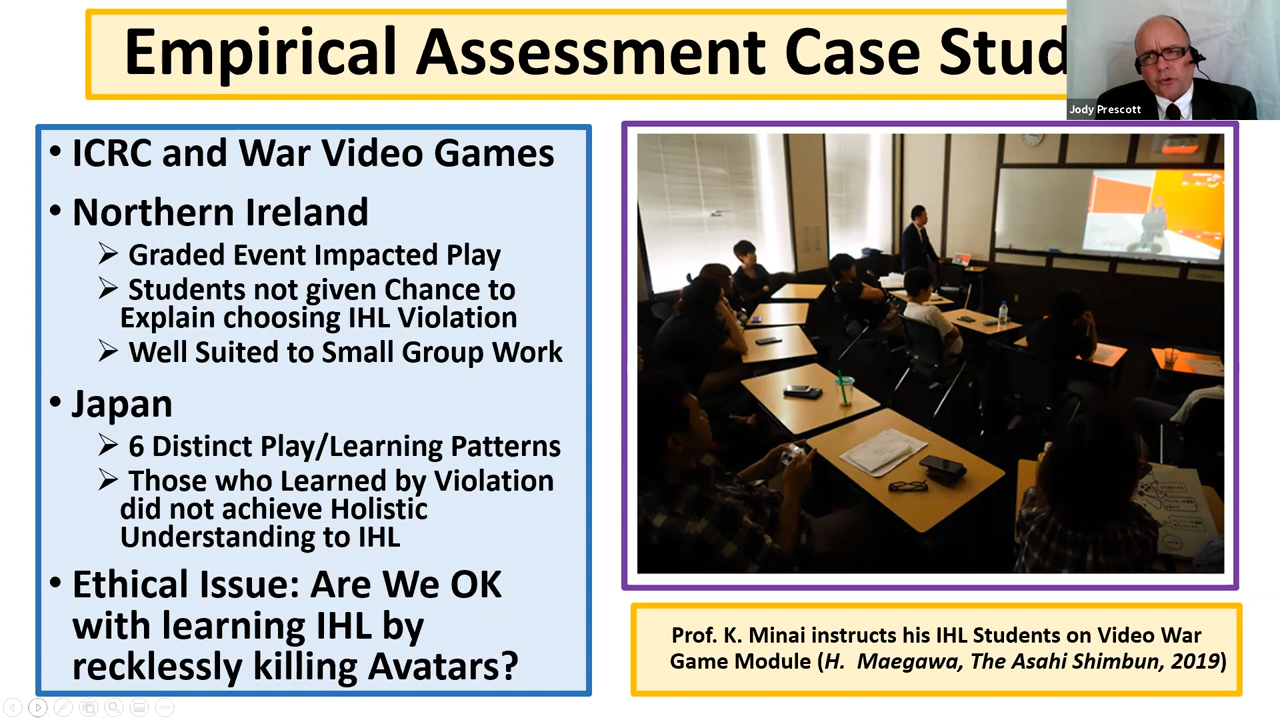 Empirical Assessment Case Stud
Jody Prescott
• ICRC and War Video Games
• Northern Ireland
➢ Graded Event Impacted Play
➢ Students not given Chance to
Explain choosing IHL Violation
➢ Well Suited to Small Group Work
• Japan
➢ 6 Distinct Play/Learning Patterns
➢ Those who Learned by Violation
did not achieve Holistic
Understanding to IHL
• Ethical Issue: Are We OK
with learning IHL by
recklessly killing Avatars?
Prof. K. Minai instructs his IHL Students on Video War
Game Module (H. Maegawa, The Asahi Shimbun, 2019)